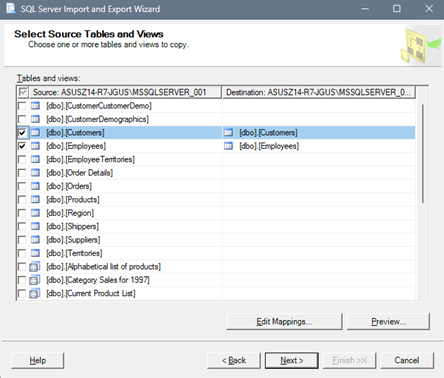 SQL Server Import and Export Wizard
Select Source Tables and Views
Choose one or more tables and views to copy.
Tables and views:
Source: ASUSZ14-R7-JGUS\MSSQLSERVER_001 Destination: ASUSZ14-R7-JGUS\MSSQLSERVER_0...
[dbo].[CustomerCustomerDemo]
[dbo].[CustomerDemographics]
[dbo].[Customers] [dbo].[Customers]
[dbo].[Employees] [dbo].[Employees]
[dbo].[EmployeeTerritories]
[dbo].[Order Details]
[dbo].[Orders]
[dbo].[Products]
[dbo].[Region]
[dbo].[Shippers]
[dbo].[Suppliers]
[dbo].[Territories]
[dbo].[Alphabetical list of products]
[dbo].[Category Sales for 1997]
[dbo].[Current Product List]
Edit Mappings... Preview...
Help < Back Next > Finish >>| Cancel